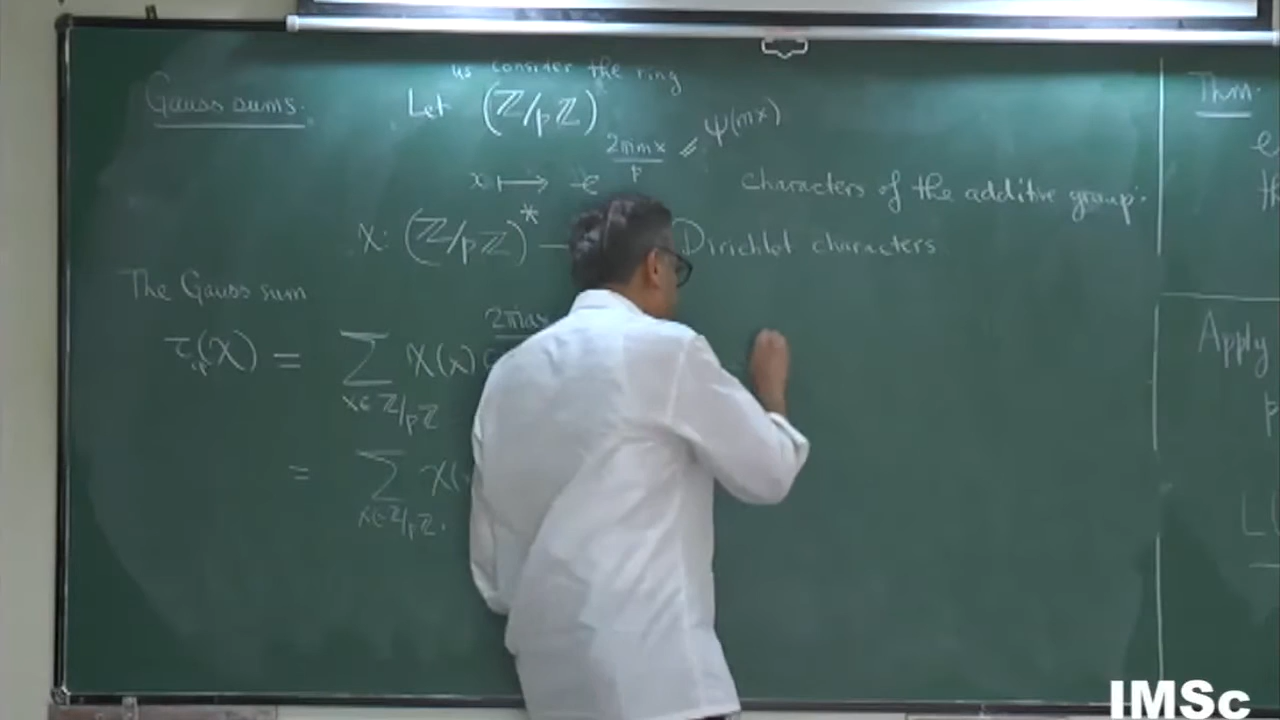 Gauss sums.
us consider the ring
Let (ℤ/pℤ)
x ⟼ e^{2πimx/p} = ψ(mx)
characters of the additive group.
χ: (ℤ/pℤ)* — Dirichlet characters
The Gauss sum
= ∑_{x∈ℤ/pℤ} χ(x)
= ∑_{x∈ℤ/pℤ} χ(
Thm.
Apply
L(
IMSc